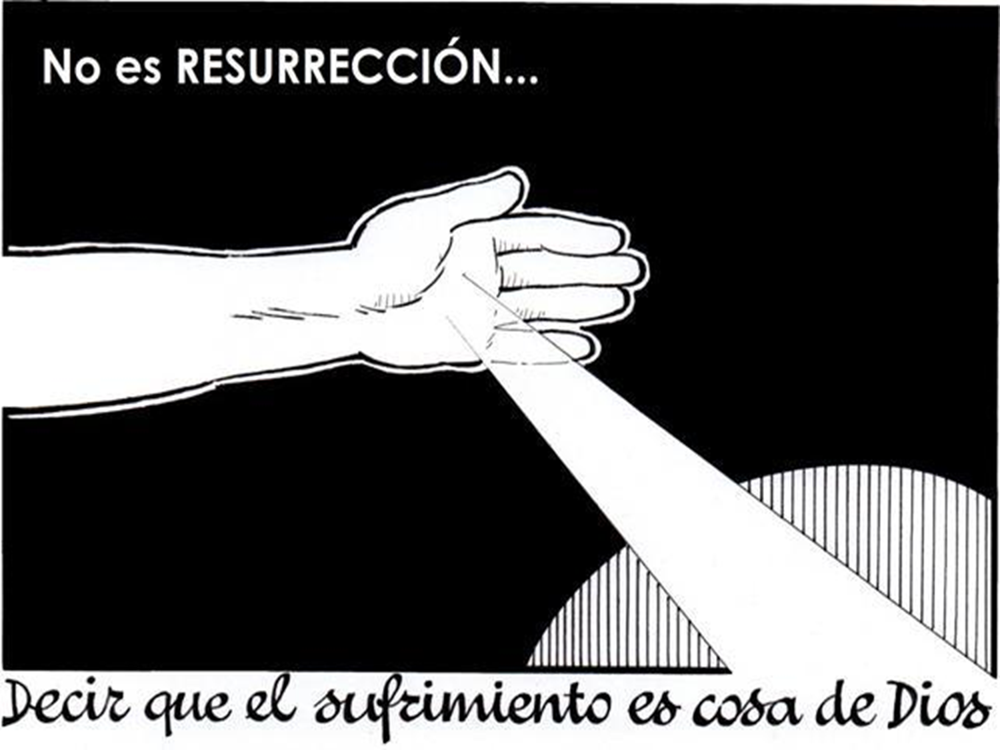 No es RESURRECCIÓN...
Decir que el sufrimiento es cosa de Dios